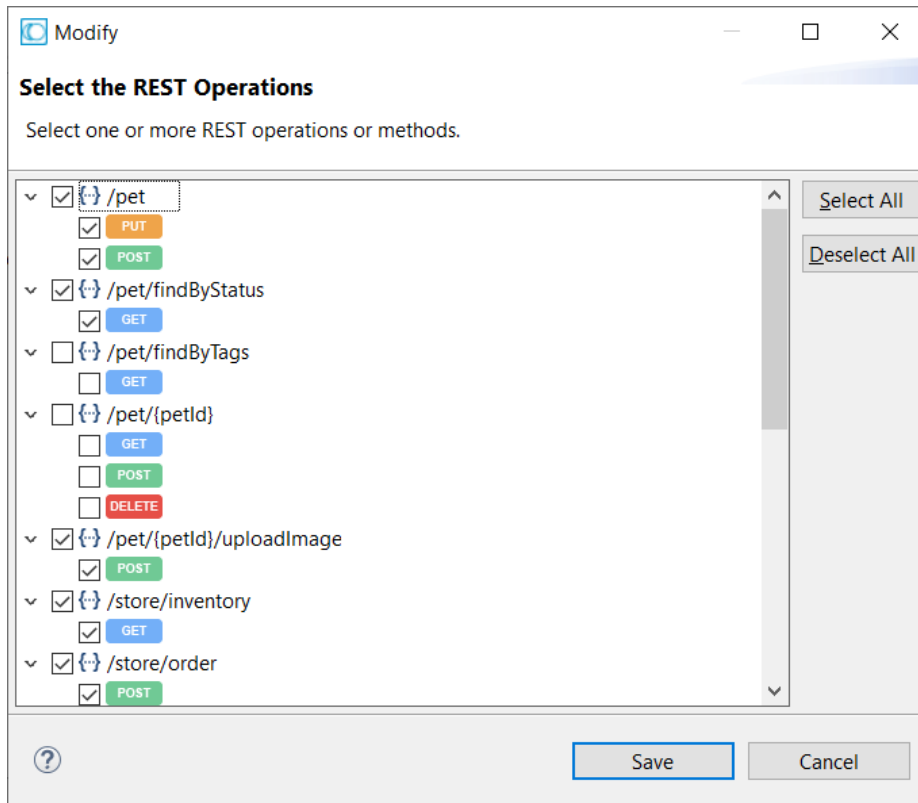 Modify
Select the REST Operations
Select one or more REST operations or methods.
/pet
PUT
POST
/pet/findByStatus
GET
/pet/findByTags
GET
/pet/{petId}
GET
POST
DELETE
/pet/{petId}/uploadImage
POST
/store/inventory
GET
/store/order
POST
Select All
Deselect All
?
Save
Cancel